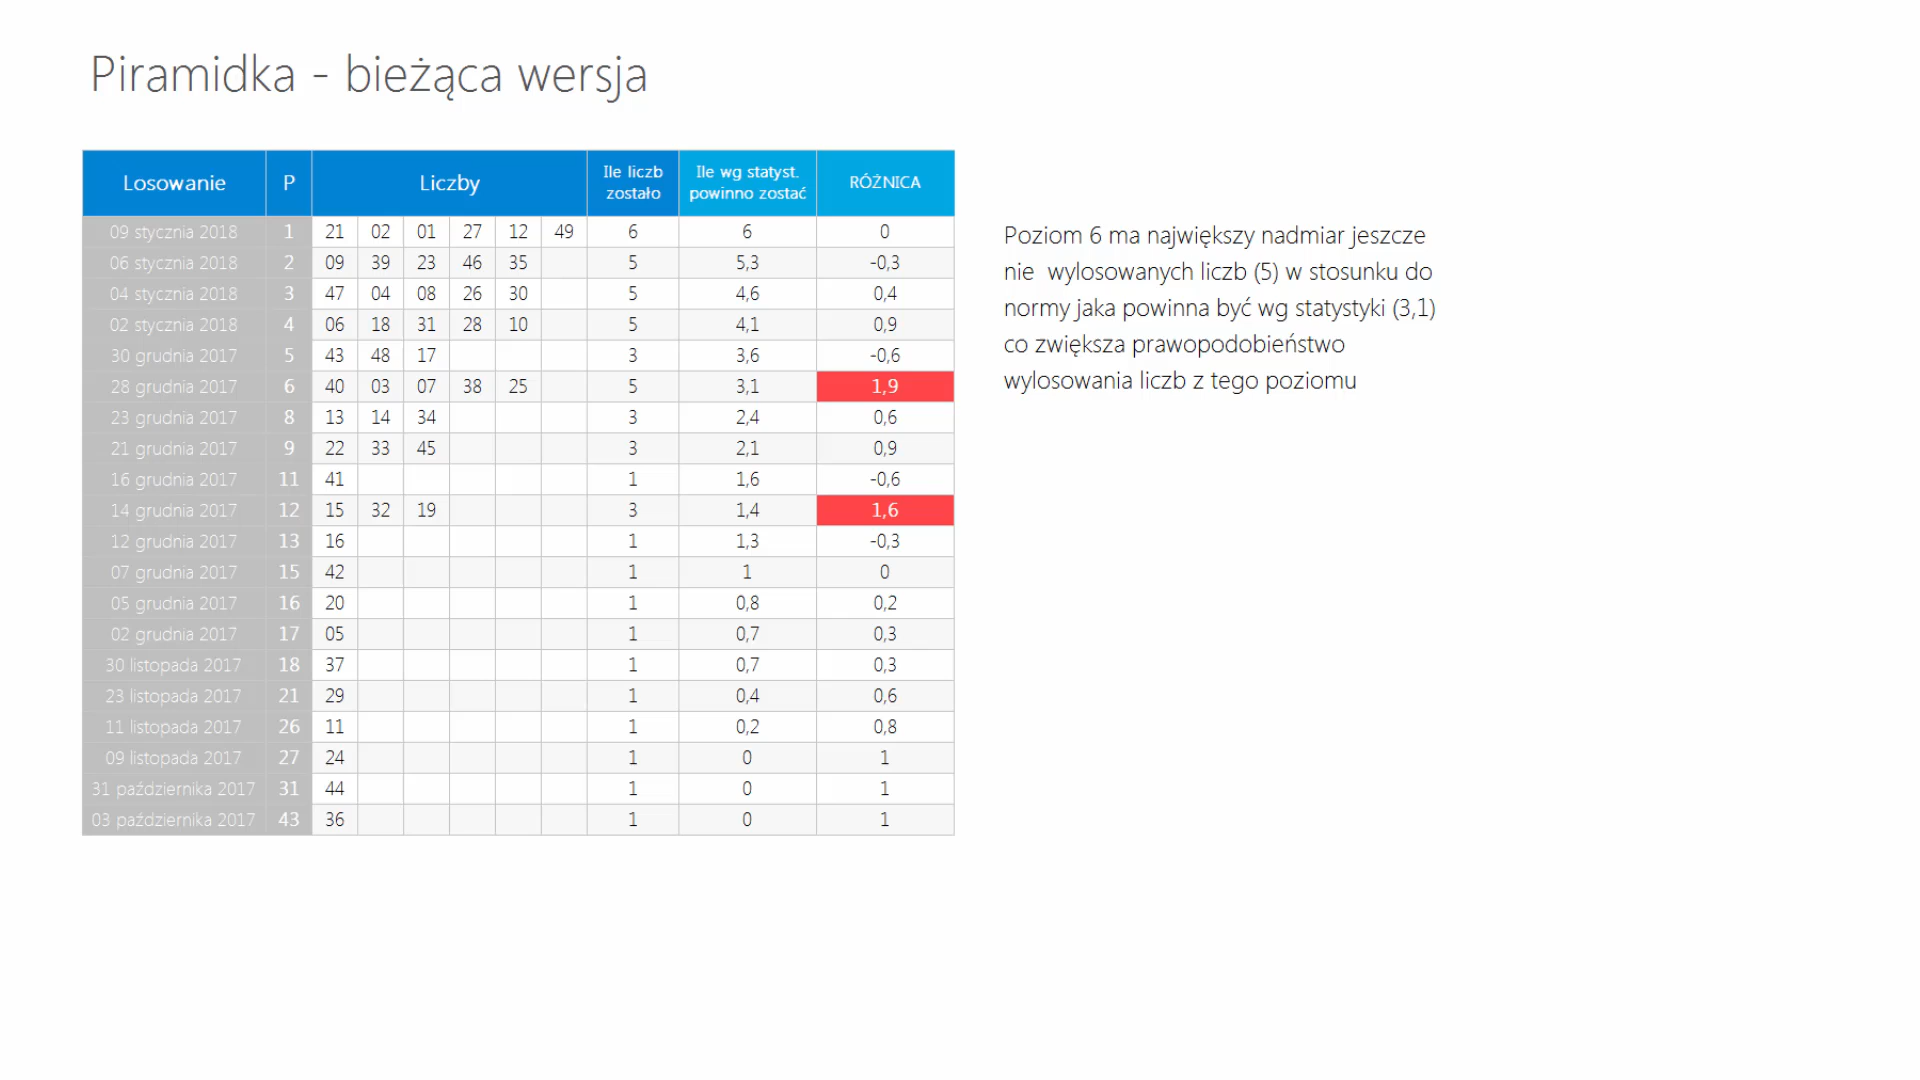 Piramidka - bieżąca wersja
Losowanie P Liczby Ile liczb zostało Ile wg statyst. powinno zostać RÓŻNICA
09 stycznia 2018 1 21 02 01 27 12 49 6 6 0
06 stycznia 2018 2 09 39 23 46 35 5 5,3 -0,3
04 stycznia 2018 3 47 04 08 26 30 5 4,6 0,4
02 stycznia 2018 4 06 18 31 28 10 5 4,1 0,9
30 grudnia 2017 5 43 48 17 3 3,6 -0,6
28 grudnia 2017 6 40 03 07 38 25 5 3,1 1,9
23 grudnia 2017 8 13 14 34 3 2,4 0,6
21 grudnia 2017 9 22 33 45 3 2,1 0,9
16 grudnia 2017 11 41 1 1,6 -0,6
14 grudnia 2017 12 15 32 19 3 1,4 1,6
12 grudnia 2017 13 16 1 1,3 -0,3
07 grudnia 2017 15 42 1 1 0
05 grudnia 2017 16 20 1 0,8 0,2
02 grudnia 2017 17 05 1 0,7 0,3
30 listopada 2017 18 37 1 0,7 0,3
23 listopada 2017 21 29 1 0,4 0,6
11 listopada 2017 26 11 1 0,2 0,8
09 listopada 2017 27 24 1 0 1
31 października 2017 31 44 1 0 1
03 października 2017 43 36 1 0 1
Poziom 6 ma największy nadmiar jeszcze
nie wylosowanych liczb (5) w stosunku do
normy jaka powinna być wg statystyki (3,1)
co zwiększa prawopodobieństwo
wylosowania liczb z tego poziomu